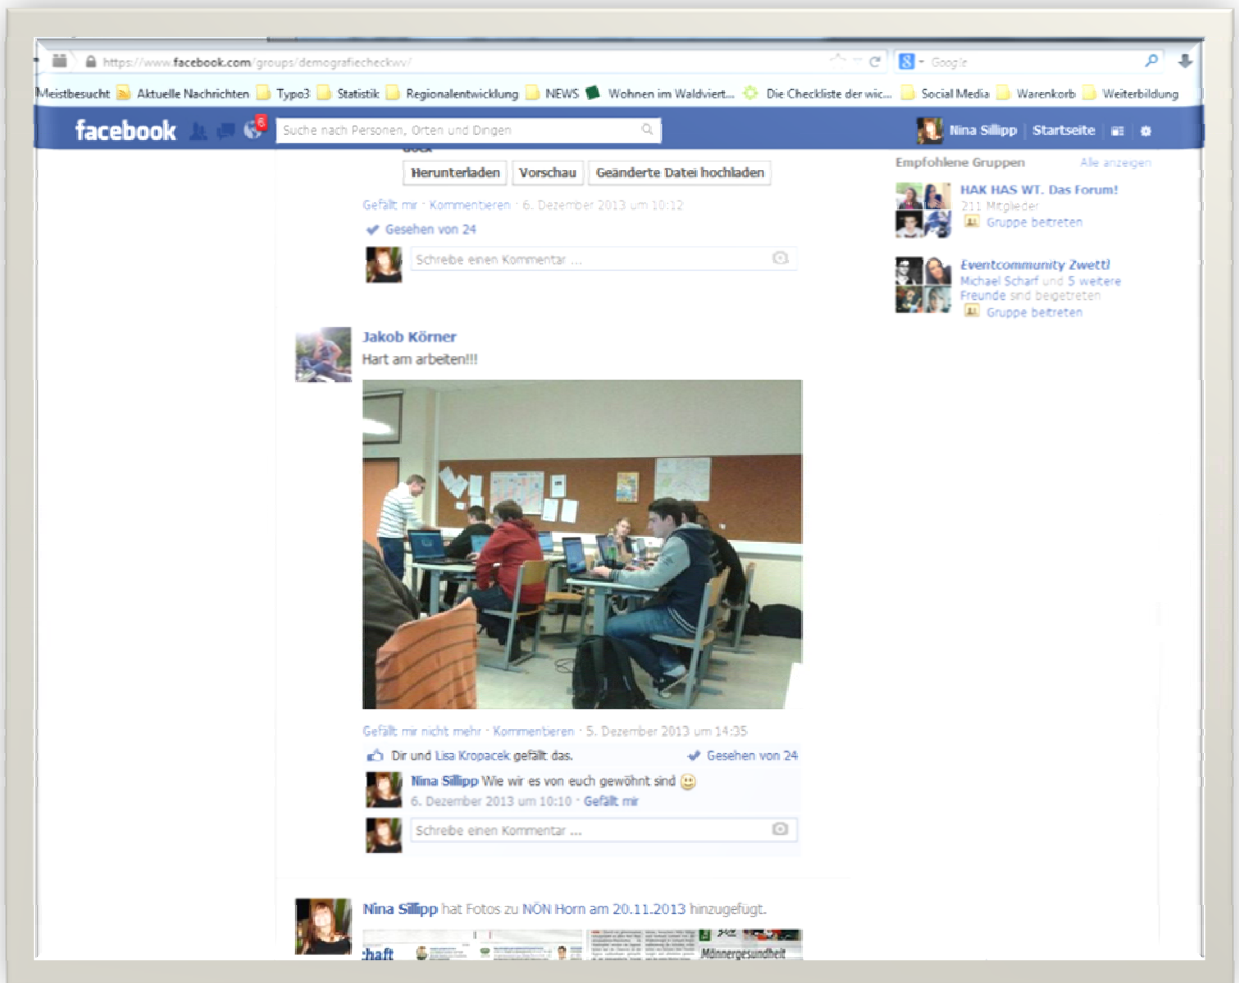 https://www.facebook.com/groups/demografiecheckwv/
Google
Meistbesucht Aktuelle Nachrichten Typo3 Statistik Regionalentwicklung NEWS Wohnen im Waldviert... Die Checkliste der wic... Social Media Warenkorb Weiterbildung
facebook 6 Suche nach Personen, Orten und Dingen Nina Sillipp Startseite
Herunterladen Vorschau Geänderte Datei hochladen
Gefällt mir · Kommentieren · 6. Dezember 2013 um 10:12
Gesehen von 24
Schreibe einen Kommentar ...
Empfohlene Gruppen Alle anzeigen
HAK HAS WT. Das Forum!
211 Mitglieder
Gruppe beitreten
Eventcommunity Zwettl
Michael Scharf und 5 weitere
Freunde sind beigetreten
Gruppe beitreten
Jakob Körner
Hart am arbeiten!!!
Gefällt mir nicht mehr · Kommentieren · 5. Dezember 2013 um 14:35
Dir und Lisa Kropacek gefällt das. Gesehen von 24
Nina Sillipp Wie wir es von euch gewöhnt sind
6. Dezember 2013 um 10:10 · Gefällt mir
Schreibe einen Kommentar ...
Nina Sillipp hat Fotos zu NÖN Horn am 20.11.2013 hinzugefügt.
chaft
Männergesundheit